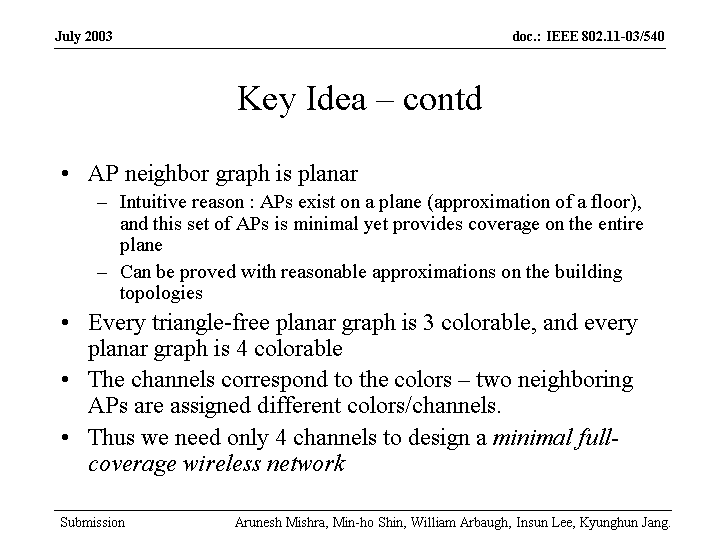 July 2003 doc.: IEEE 802.11-03/540
Key Idea – contd
• AP neighbor graph is planar
– Intuitive reason : APs exist on a plane (approximation of a floor),
and this set of APs is minimal yet provides coverage on the entire
plane
– Can be proved with reasonable approximations on the building
topologies
• Every triangle-free planar graph is 3 colorable, and every
planar graph is 4 colorable
• The channels correspond to the colors – two neighboring
APs are assigned different colors/channels.
• Thus we need only 4 channels to design a minimal full-
coverage wireless network
Submission Arunesh Mishra, Min-ho Shin, William Arbaugh, Insun Lee, Kyunghun Jang.